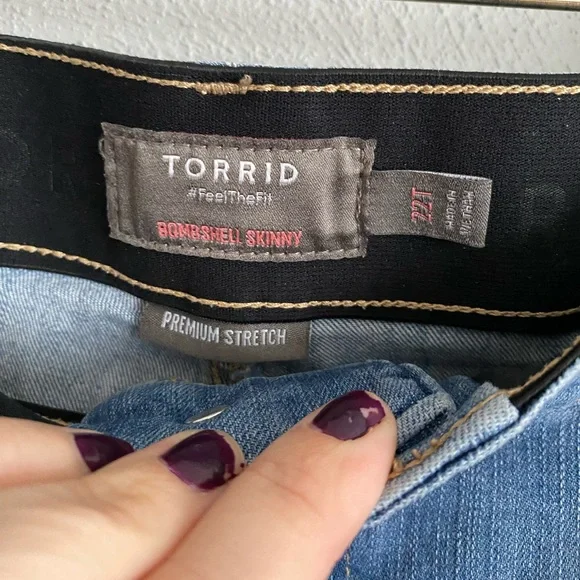 TORRID
#FeelTheFit
BOMBSHELL SKINNY
22T
PREMIUM STRETCH